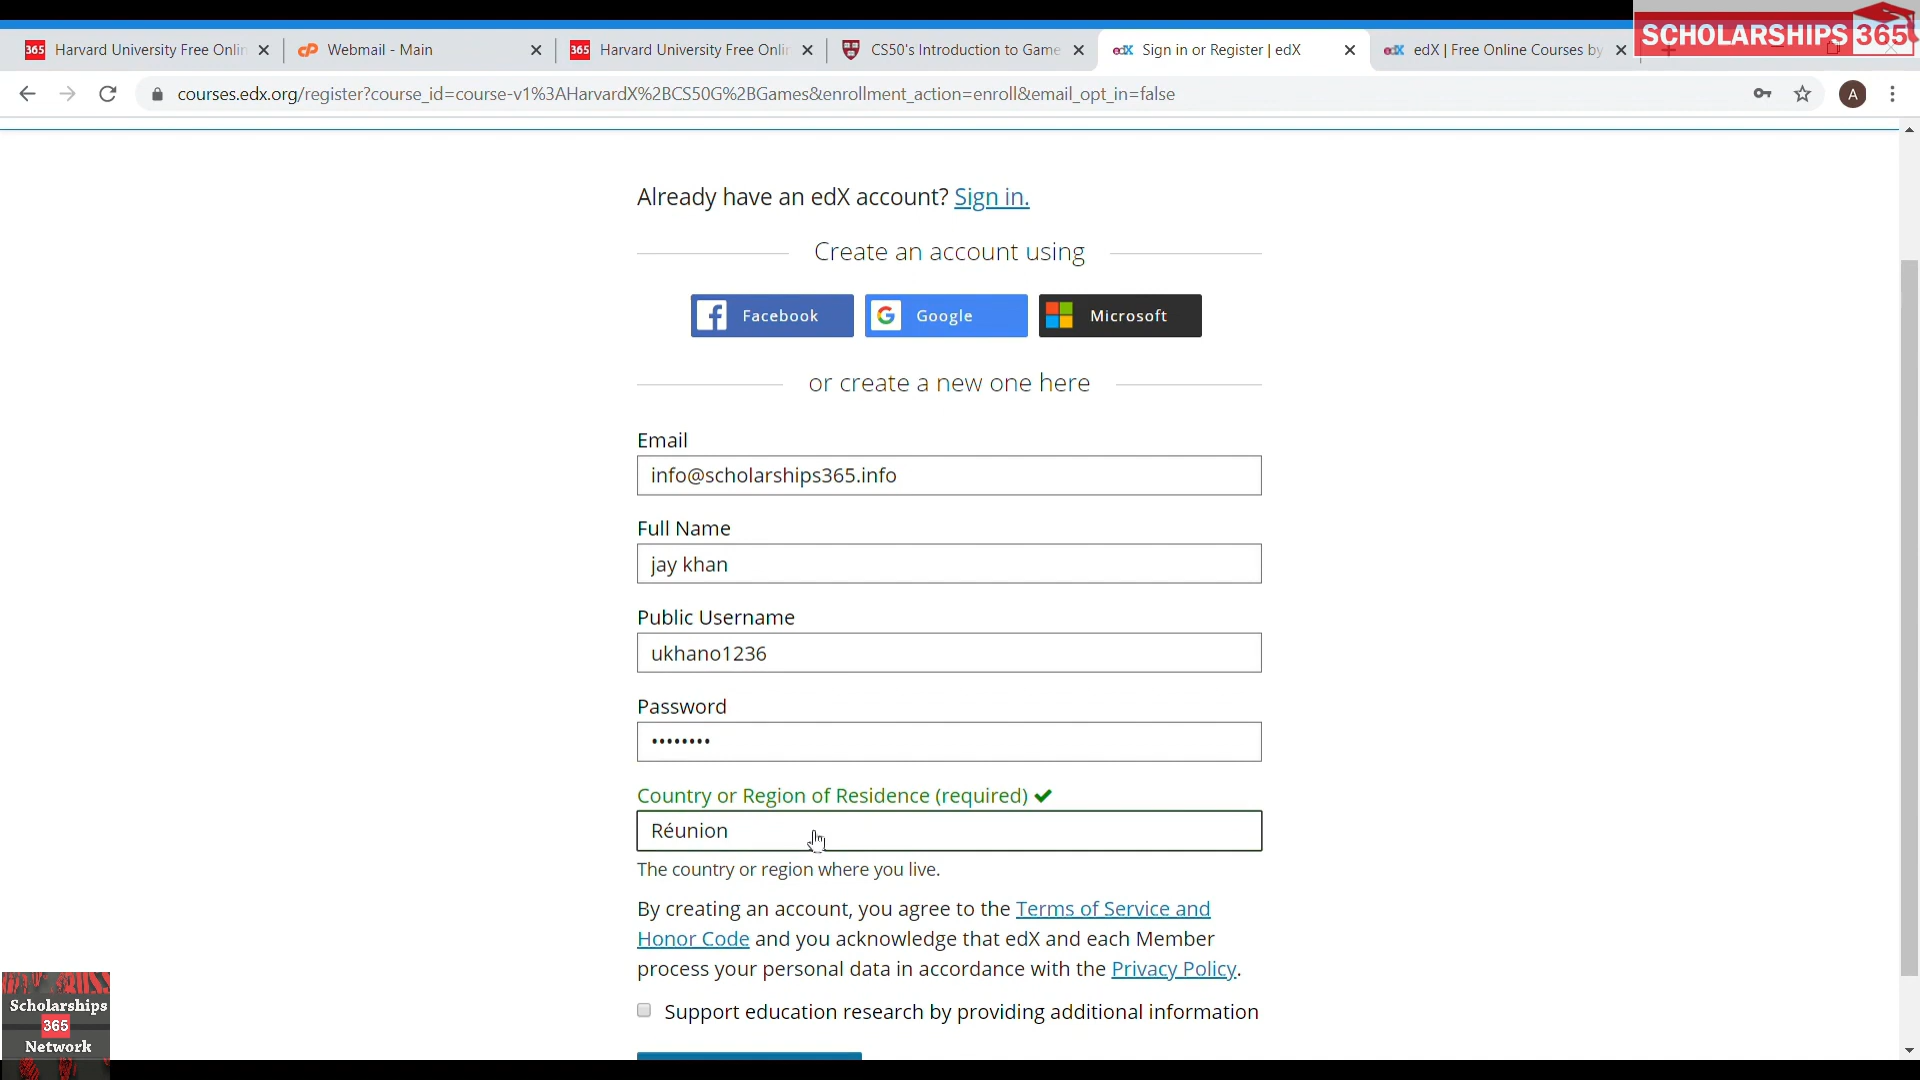 SCHOLARSHIPS 365
365 Harvard University Free Onlin
Webmail - Main
365 Harvard University Free Onlin
CS50's Introduction to Game
edX Sign in or Register | edX
edX edX | Free Online Courses by
courses.edx.org/register?course_id=course-v1%3AHarvardX%2BCS50G%2BGames&enrollment_action=enroll&email_opt_in=false
A
Already have an edX account? Sign in.
Create an account using
Facebook
Google
Microsoft
or create a new one here
Email
info@scholarships365.info
Full Name
jay khan
Public Username
ukhano1236
Password
••••••••
Country or Region of Residence (required)
Réunion
The country or region where you live.
By creating an account, you agree to the Terms of Service and
Honor Code and you acknowledge that edX and each Member
process your personal data in accordance with the Privacy Policy.
Support education research by providing additional information
Scholarships
365
Network